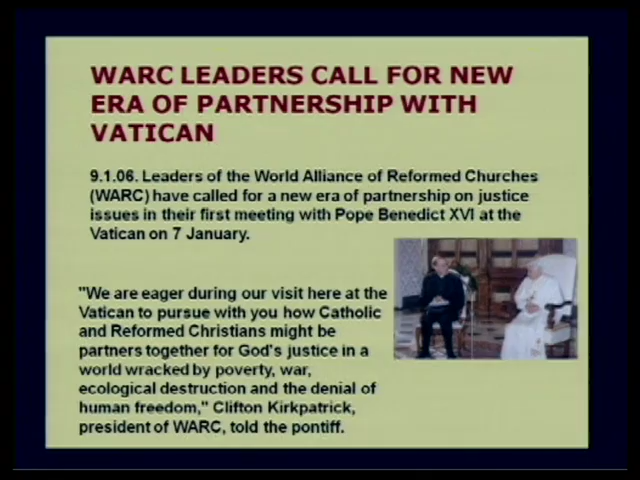 WARC LEADERS CALL FOR NEW
ERA OF PARTNERSHIP WITH
VATICAN
9.1.06. Leaders of the World Alliance of Reformed Churches
(WARC) have called for a new era of partnership on justice
issues in their first meeting with Pope Benedict XVI at the
Vatican on 7 January.
"We are eager during our visit here at the
Vatican to pursue with you how Catholic
and Reformed Christians might be
partners together for God's justice in a
world wracked by poverty, war,
ecological destruction and the denial of
human freedom," Clifton Kirkpatrick,
president of WARC, told the pontiff.